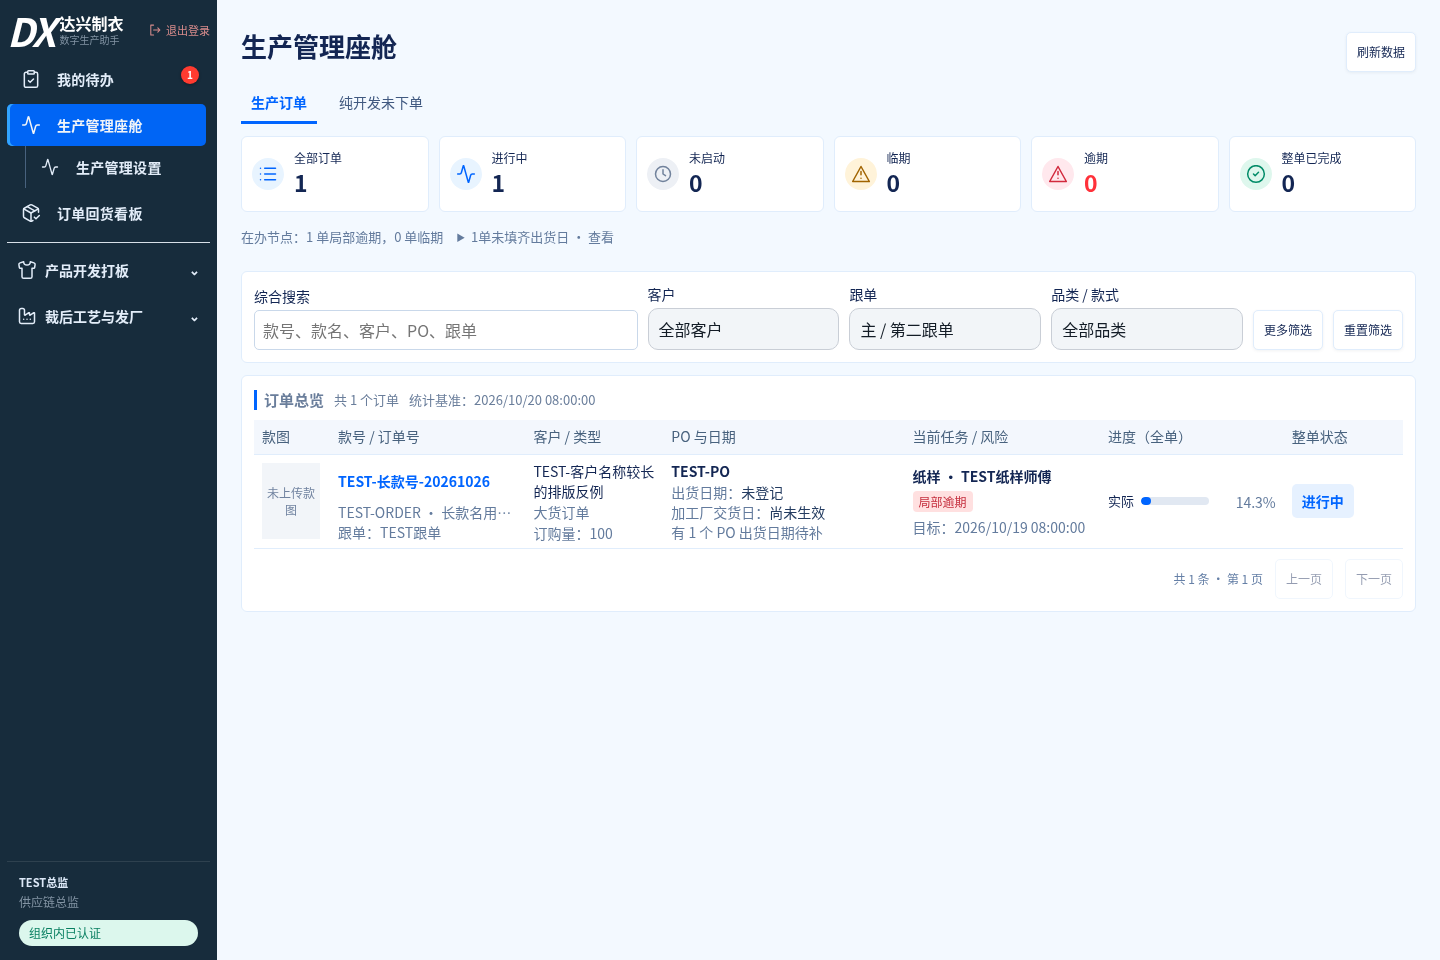 DX 达兴制衣
数字生产助手
退出登录
我的待办 1
生产管理座舱
生产管理设置
订单回货看板
产品开发打板
裁后工艺与发厂
TEST总监
供应链总监
组织内已认证
生产管理座舱
刷新数据
生产订单 纯开发未下单
全部订单
1
进行中
1
未启动
0
临期
0
逾期
0
整单已完成
0
在办节点：1 单局部逾期，0 单临期 ▶ 1单未填齐出货日 · 查看
综合搜索
款号、款名、客户、PO、跟单
客户
全部客户
跟单
主 / 第二跟单
品类 / 款式
全部品类
更多筛选
重置筛选
订单总览 共 1 个订单 统计基准：2026/10/20 08:00:00
款图 款号 / 订单号 客户 / 类型 PO 与日期 当前任务 / 风险 进度（全单） 整单状态
未上传款
图
TEST-长款号-20261026
TEST-ORDER · 长款名用…
跟单：TEST跟单
TEST-客户名称较长
的排版反例
大货订单
订购量：100
TEST-PO
出货日期：未登记
加工厂交货日：尚未生效
有 1 个 PO 出货日期待补
纸样 · TEST纸样师傅
局部逾期
目标：2026/10/19 08:00:00
实际 14.3%
进行中
共 1 条 · 第 1 页
上一页
下一页